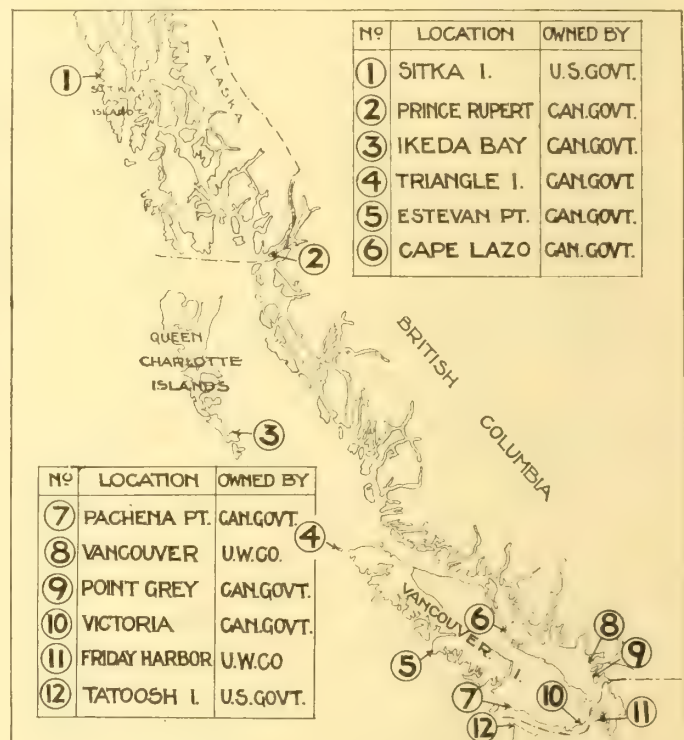 Nº LOCATION OWNED BY
1 SITKA I. U.S.GOVT.
2 PRINCE RUPERT CAN.GOVT.
3 IKEDA BAY CAN.GOVT.
4 TRIANGLE I. CAN.GOVT.
5 ESTEVAN PT. CAN.GOVT.
6 CAPE LAZO CAN.GOVT.
1
SITKA
ISLAND
ALASKA
2
QUEEN
CHARLOTTE
ISLANDS
3
BRITISH COLUMBIA
Nº LOCATION OWNED BY
7 PACHENA PT. CAN.GOVT.
8 VANCOUVER U.W.CO.
9 POINT GREY CAN.GOVT.
10 VICTORIA CAN.GOVT.
11 FRIDAY HARBOR U.W.CO
12 TATOOSH I. U.S.GOVT.
4
VANCOUVER I.
6
8
9
5
7
10
11
12